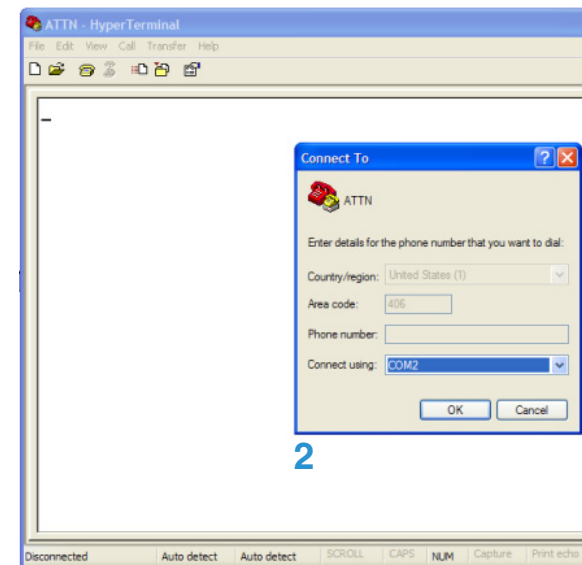 ATTN - HyperTerminal
File Edit View Call Transfer Help
Connect To
ATTN
Enter details for the phone number that you want to dial:
Country/region: United States (1)
Area code: 406
Phone number:
Connect using: COM2
OK Cancel
2
Disconnected Auto detect Auto detect SCROLL CAPS NUM Capture Print echo